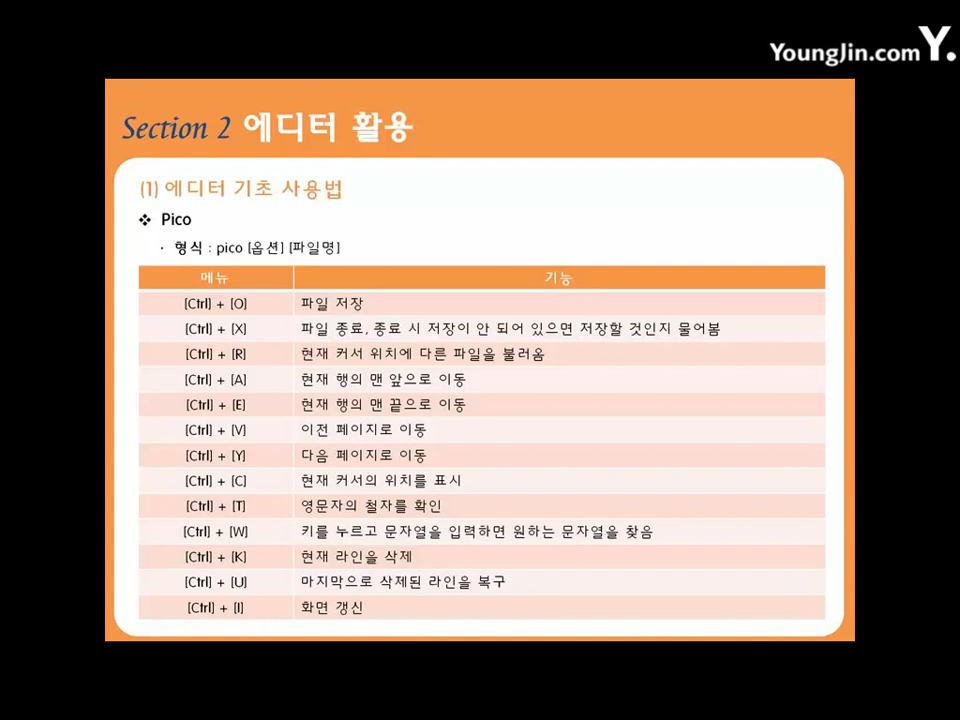 YoungJin.com Y.
Section 2 에디터 활용
(1) 에디터 기초 사용법
❖ Pico
· 형식 : pico [옵션] [파일명]
메뉴 기능
[Ctrl] + [O] 파일 저장
[Ctrl] + [X] 파일 종료, 종료 시 저장이 안 되어 있으면 저장할 것인지 물어봄
[Ctrl] + [R] 현재 커서 위치에 다른 파일을 불러옴
[Ctrl] + [A] 현재 행의 맨 앞으로 이동
[Ctrl] + [E] 현재 행의 맨 끝으로 이동
[Ctrl] + [V] 이전 페이지로 이동
[Ctrl] + [Y] 다음 페이지로 이동
[Ctrl] + [C] 현재 커서의 위치를 표시
[Ctrl] + [T] 영문자의 철자를 확인
[Ctrl] + [W] 키를 누르고 문자열을 입력하면 원하는 문자열을 찾음
[Ctrl] + [K] 현재 라인을 삭제
[Ctrl] + [U] 마지막으로 삭제된 라인을 복구
[Ctrl] + [I] 화면 갱신